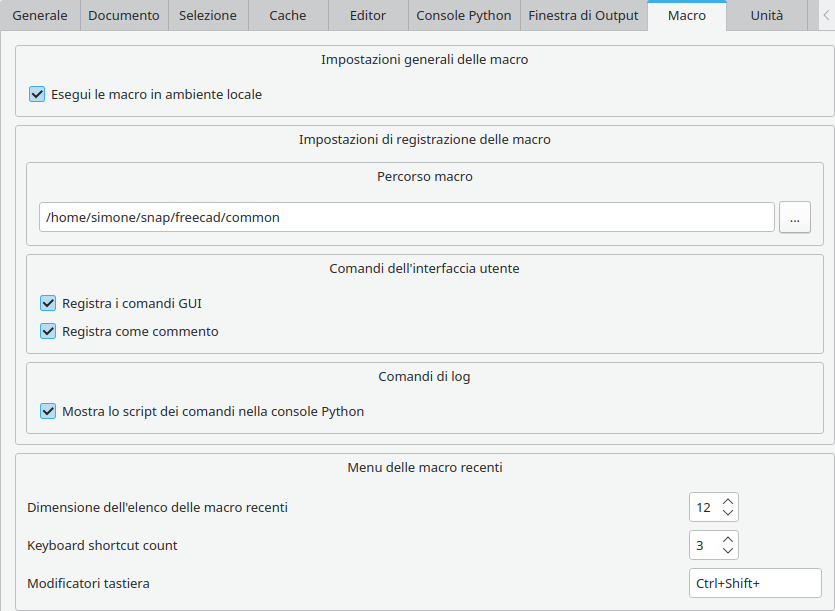 Generale Documento Selezione Cache Editor Console Python Finestra di Output Macro Unità
Impostazioni generali delle macro
Esegui le macro in ambiente locale
Impostazioni di registrazione delle macro
Percorso macro
/home/simone/snap/freecad/common ...
Comandi dell'interfaccia utente
Registra i comandi GUI
Registra come commento
Comandi di log
Mostra lo script dei comandi nella console Python
Menu delle macro recenti
Dimensione dell'elenco delle macro recenti 12
Keyboard shortcut count 3
Modificatori tastiera Ctrl+Shift+